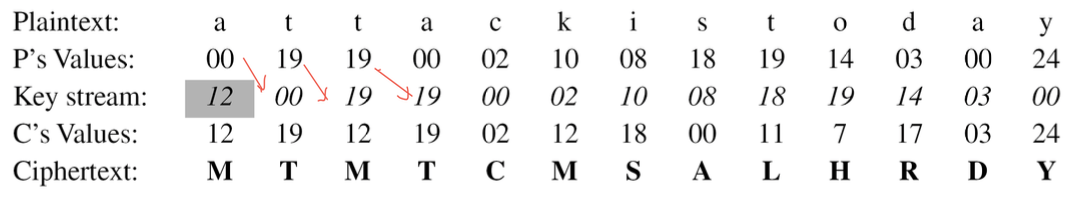 Plaintext: a t t a c k i s t o d a y
P's Values: 00 19 19 00 02 10 08 18 19 14 03 00 24
Key stream: 12 00 19 19 00 02 10 08 18 19 14 03 00
C's Values: 12 19 12 19 02 12 18 00 11 7 17 03 24
Ciphertext: M T M T C M S A L H R D Y